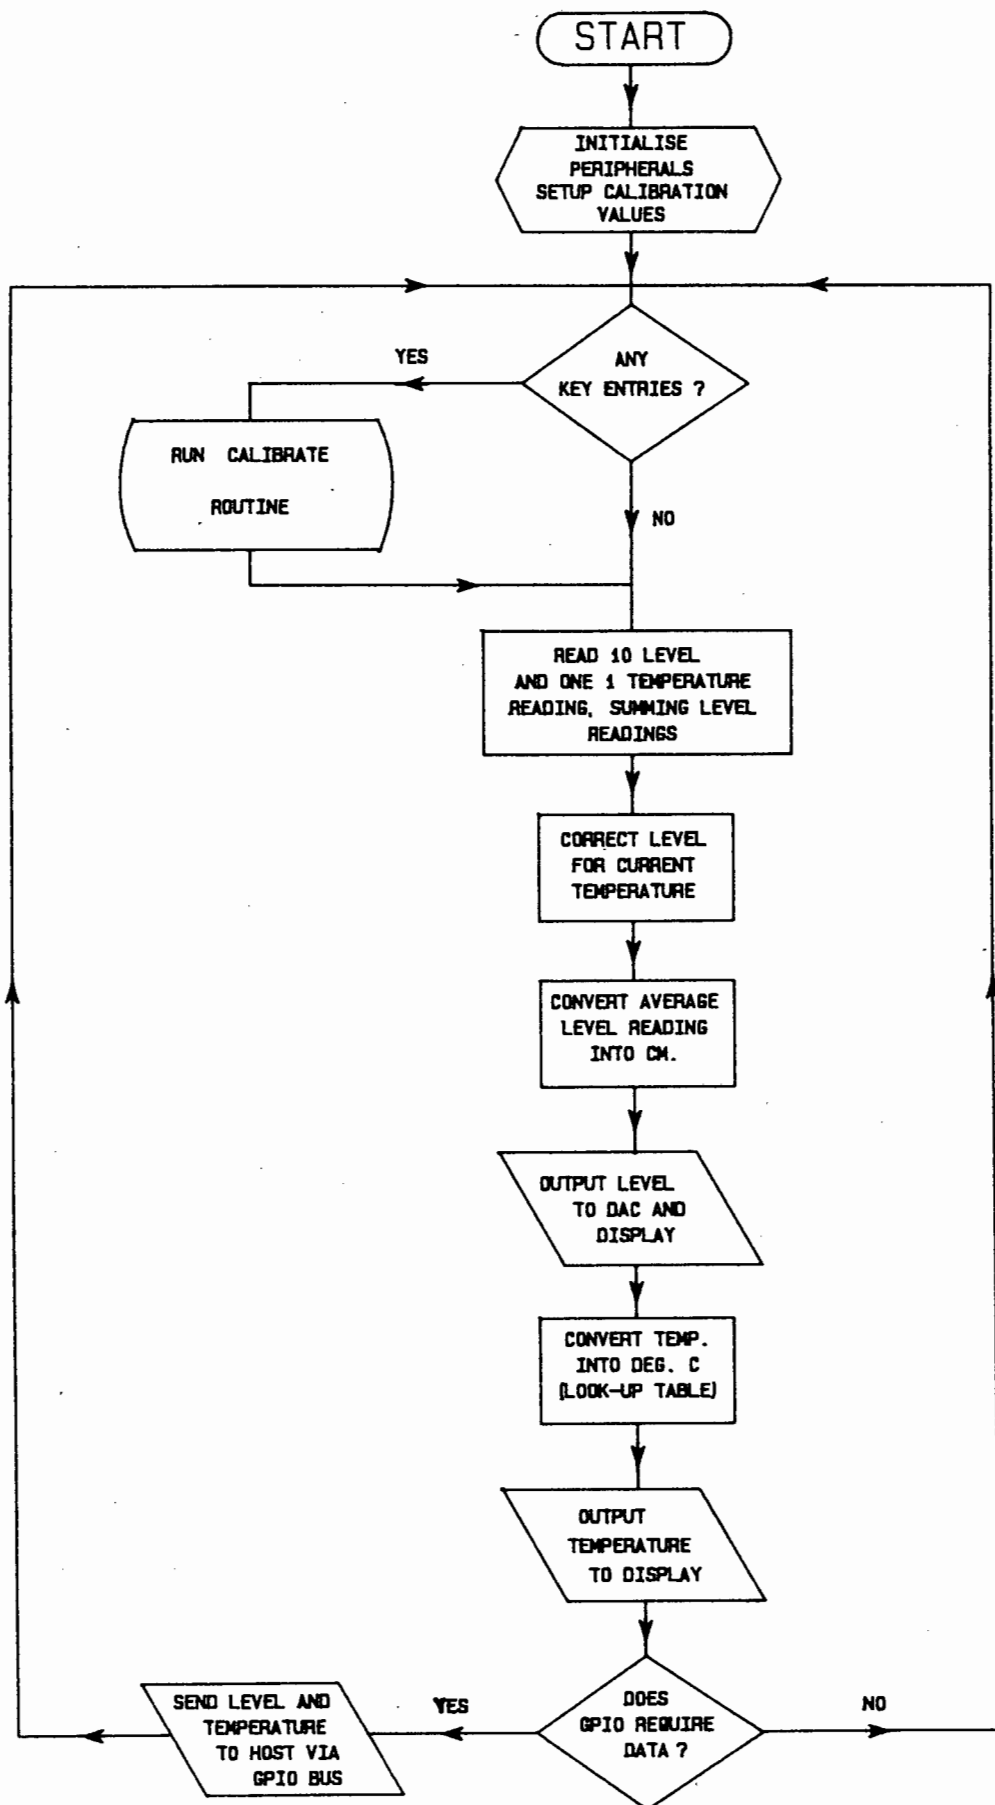 START
INITIALISE
PERIPHERALS
SETUP CALIBRATION
VALUES
ANY
KEY ENTRIES ?
YES
RUN CALIBRATE
ROUTINE
NO
READ 10 LEVEL
AND ONE 1 TEMPERATURE
READING, SUMMING LEVEL
READINGS
CORRECT LEVEL
FOR CURRENT
TEMPERATURE
CONVERT AVERAGE
LEVEL READING
INTO CM.
OUTPUT LEVEL
TO DAC AND
DISPLAY
CONVERT TEMP.
INTO DEG. C
(LOOK-UP TABLE)
OUTPUT
TEMPERATURE
TO DISPLAY
DOES
GPIO REQUIRE
DATA ?
YES
SEND LEVEL AND
TEMPERATURE
TO HOST VIA
GPIO BUS
NO